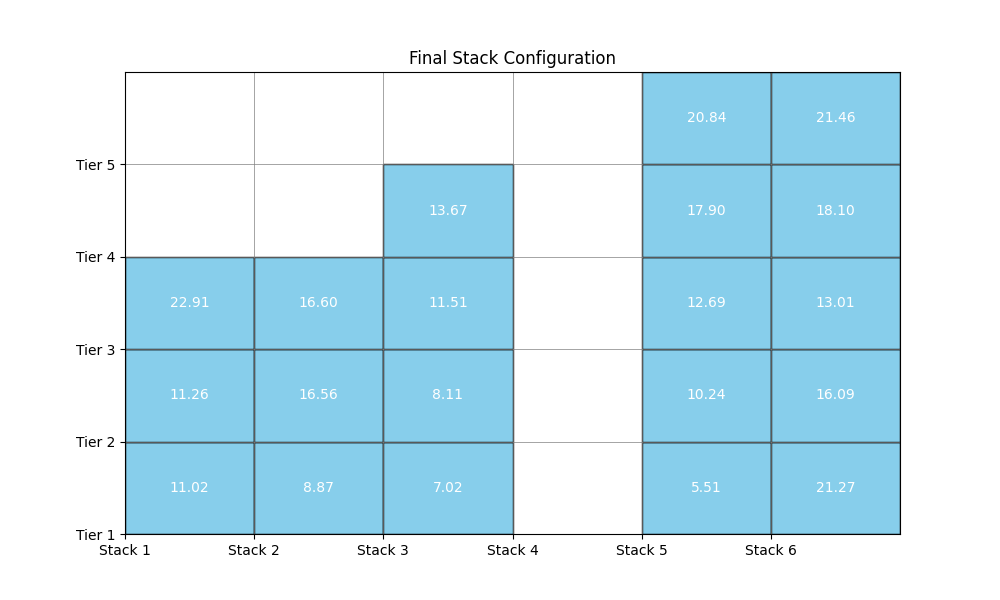 Final Stack Configuration
20.84 21.46
Tier 5
13.67 17.90 18.10
Tier 4
22.91 16.60 11.51 12.69 13.01
Tier 3
11.26 16.56 8.11 10.24 16.09
Tier 2
11.02 8.87 7.02 5.51 21.27
Tier 1
Stack 1 Stack 2 Stack 3 Stack 4 Stack 5 Stack 6